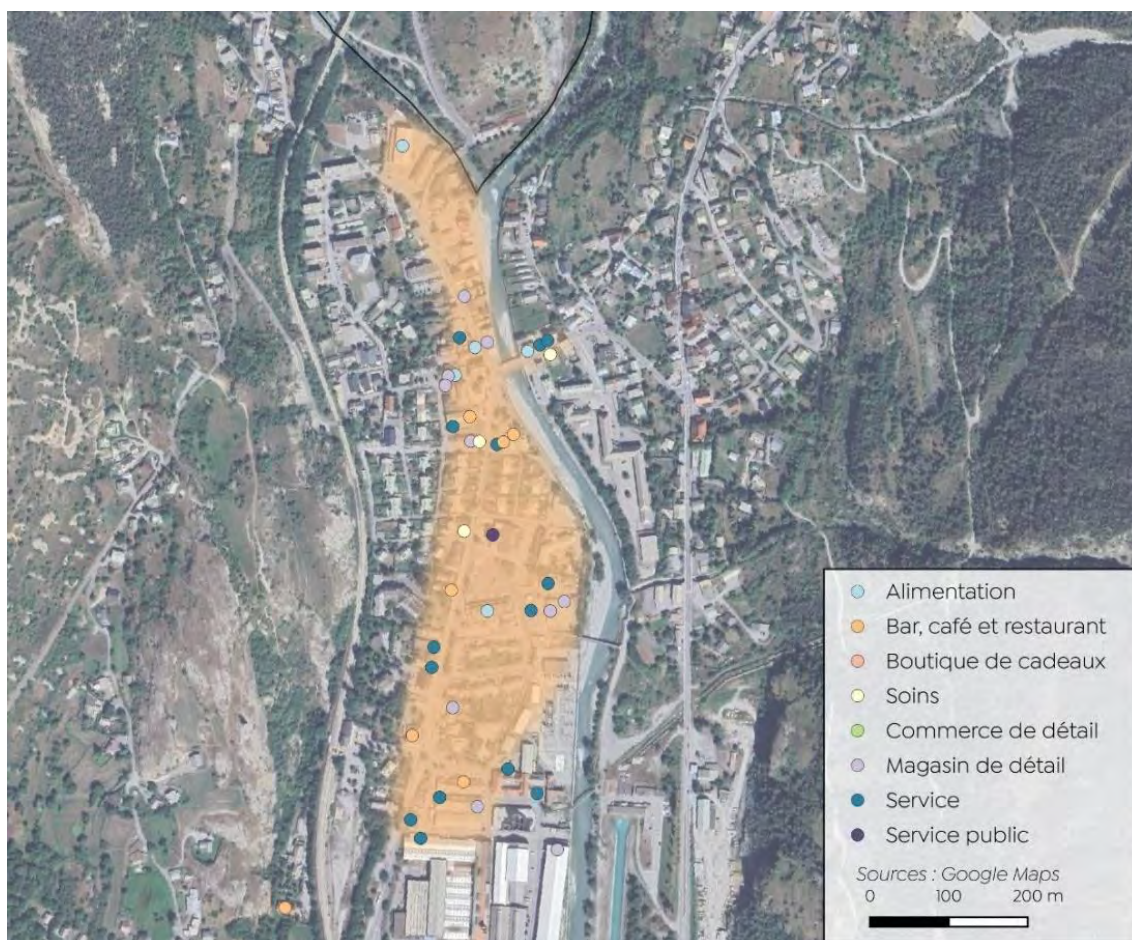 Alimentation
Bar, café et restaurant
Boutique de cadeaux
Soins
Commerce de détail
Magasin de détail
Service
Service public
Sources : Google Maps
0 100 200 m